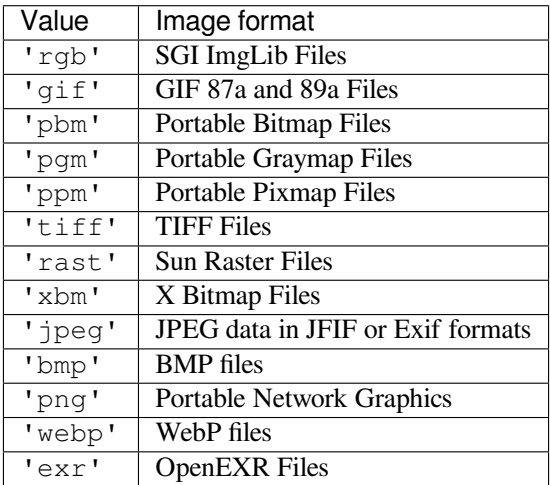 Value Image format
'rgb' SGI ImgLib Files
'gif' GIF 87a and 89a Files
'pbm' Portable Bitmap Files
'pgm' Portable Graymap Files
'ppm' Portable Pixmap Files
'tiff' TIFF Files
'rast' Sun Raster Files
'xbm' X Bitmap Files
'jpeg' JPEG data in JFIF or Exif formats
'bmp' BMP files
'png' Portable Network Graphics
'webp' WebP files
'exr' OpenEXR Files